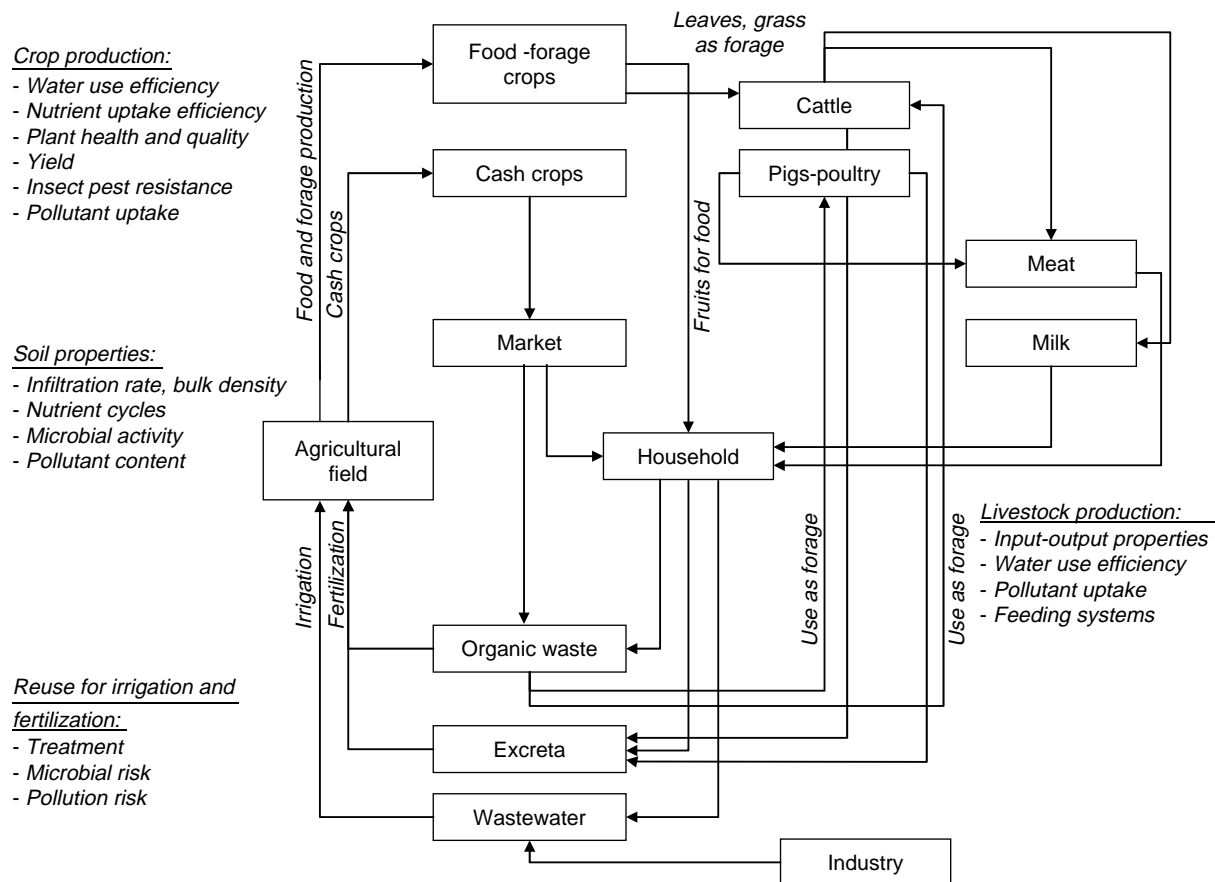 Leaves, grass
as forage
Crop production:
- Water use efficiency
- Nutrient uptake efficiency
- Plant health and quality
- Yield
- Insect pest resistance
- Pollutant uptake
Food -forage
crops
Cattle
Cash crops
Pigs-poultry
Food and forage production
Cash crops
Fruits for food
Meat
Market
Milk
Soil properties:
- Infiltration rate, bulk density
- Nutrient cycles
- Microbial activity
- Pollutant content
Agricultural
field
Household
Irrigation
Fertilization
Use as forage
Use as forage
Livestock production:
- Input-output properties
- Water use efficiency
- Pollutant uptake
- Feeding systems
Organic waste
Reuse for irrigation and
fertilization:
- Treatment
- Microbial risk
- Pollution risk
Excreta
Wastewater
Industry